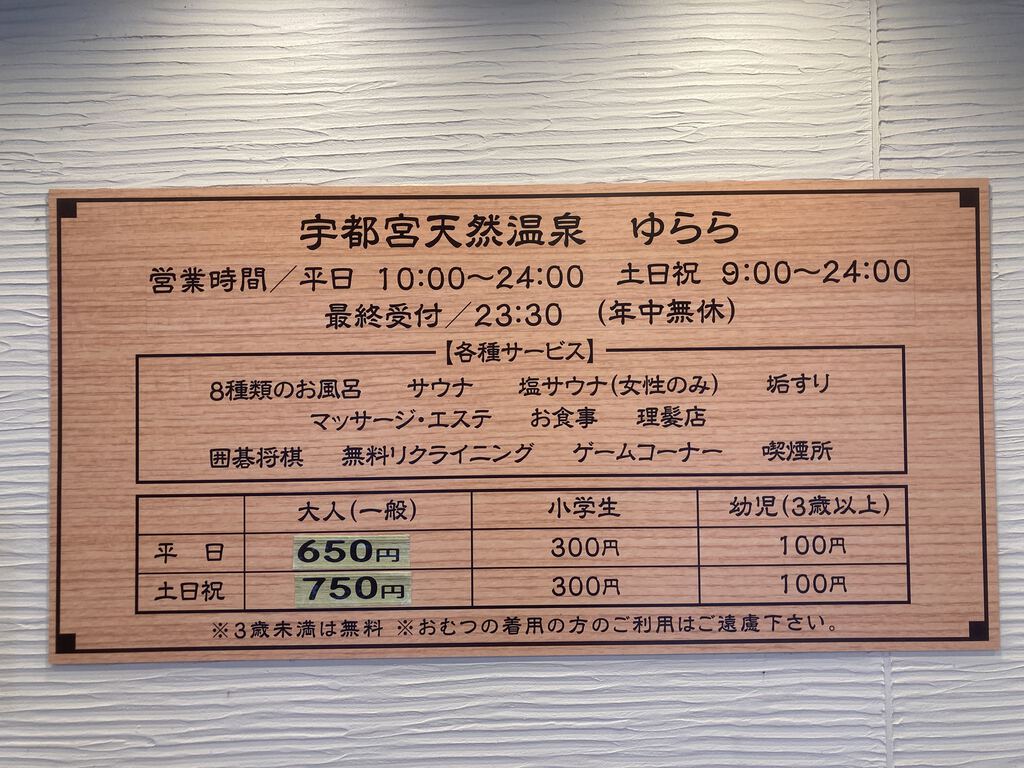 宇都宮天然温泉　ゆらら
営業時間／平日 10:00～24:00　土日祝 9:00～24:00
最終受付／23:30　(年中無休)
【各種サービス】
8種類のお風呂　サウナ　塩サウナ(女性のみ)　垢すり
マッサージ・エステ　お食事　理髪店
囲碁将棋　無料リクライニング　ゲームコーナー　喫煙所
大人(一般)　小学生　幼児(3歳以上)
平 日　650円　300円　100円
土日祝　750円　300円　100円
※3歳未満は無料 ※おむつの着用の方のご利用はご遠慮下さい。